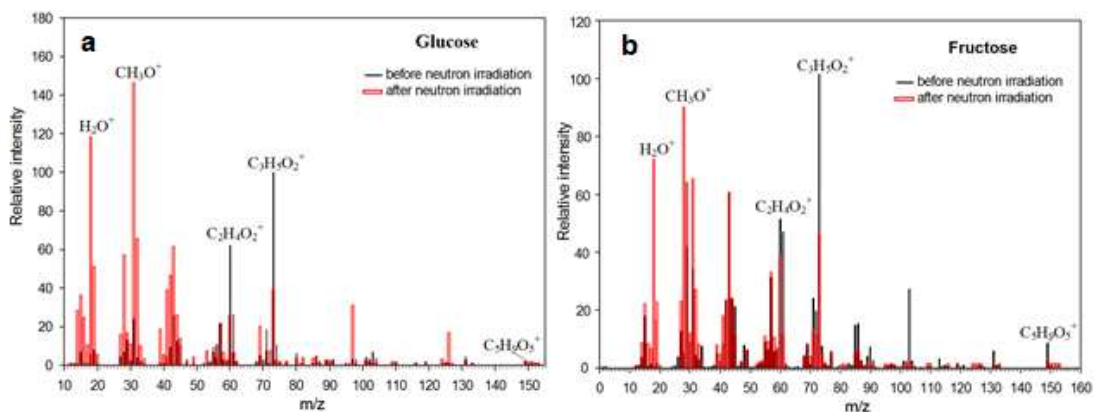 a
Glucose
before neutron irradiation
after neutron irradiation
CH₃O⁺
H₂O⁺
C₃H₅O₂⁺
C₂H₄O₂⁺
C₅H₉O₅⁺
Relative intensity
180
160
140
120
100
80
60
40
20
0
10 20 30 40 50 60 70 80 90 100 110 120 130 140 150
m/z
b
Fructose
before neutron irradiation
after neutron irradiation
C₃H₅O₂⁺
CH₃O⁺
H₂O⁺
C₂H₄O₂⁺
C₅H₉O₅⁺
Relative intensity
120
100
80
60
40
20
0
0 10 20 30 40 50 60 70 80 90 100 110 120 130 140 150 160
m/z